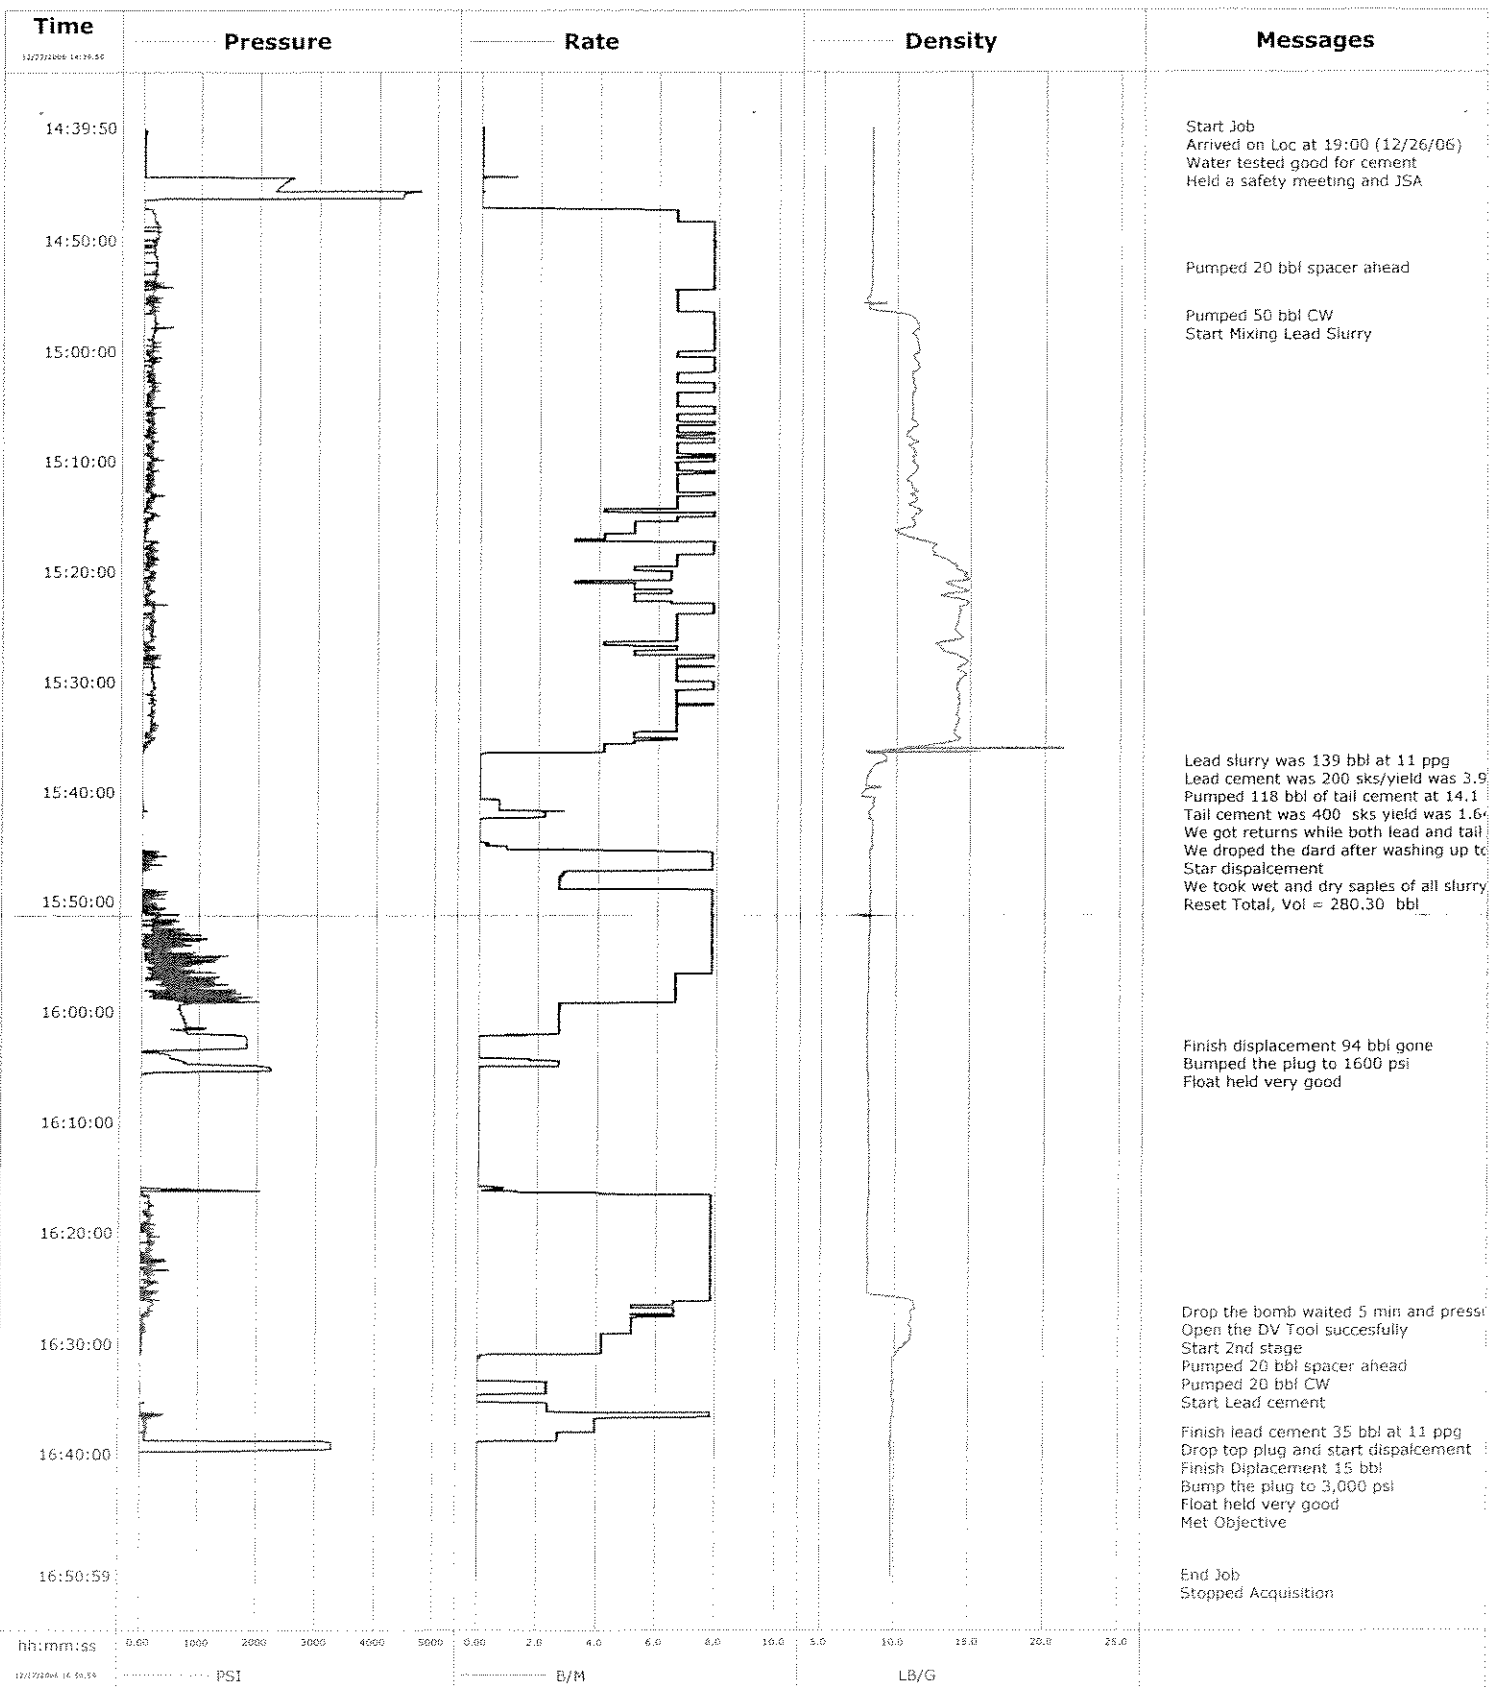 Time
Pressure
Rate
Density
Messages
14:39:50
Start Job
Arrived on Loc at 19:00 (12/26/06)
Water tested good for cement
Held a safety meeting and JSA
14:50:00
Pumped 20 bbl spacer ahead
Pumped 50 bbl CW
Start Mixing Lead Slurry
15:00:00
15:10:00
15:20:00
15:30:00
Lead slurry was 139 bbl at 11 ppg
Lead cement was 200 sks/yield was 3.9
15:40:00
Pumped 118 bbl of tail cement at 14.1
Tail cement was 400 sks yield was 1.6
We got returns while both lead and tail
We droped the dard after washing up to
Star dispalcement
We took wet and dry saples of all slurry
15:50:00
Reset Total, Vol = 280.30 bbl
16:00:00
Finish displacement 94 bbl gone
Bumped the plug to 1600 psi
Float held very good
16:10:00
16:20:00
Drop the bomb waited 5 min and press
Open the DV Tool succesfully
16:30:00
Start 2nd stage
Pumped 20 bbl spacer ahead
Pumped 20 bbl CW
Start Lead cement
Finish lead cement 35 bbl at 11 ppg
16:40:00
Drop top plug and start dispalcement
Finish Diplacement 15 bbl
Bump the plug to 3,000 psi
Float held very good
Met Objective
16:50:59
End Job
Stopped Acquisition
hh:mm:ss
0.00 1000 2000 3000 4000 5000
0.00 2.0 4.0 6.0 8.0 10.0
5.0 10.0 15.0 20.0 25.0
PSI
B/M
LB/G